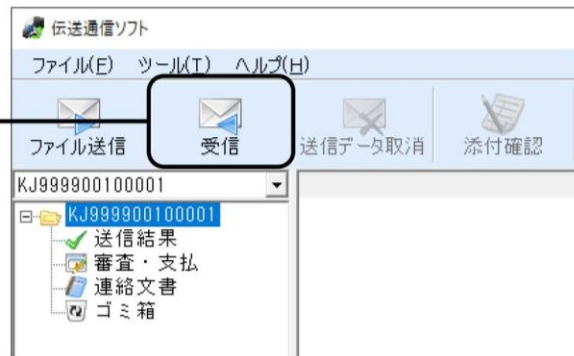 伝送通信ソフト
ファイル(F) ツール(T) ヘルプ(H)
ファイル送信 受信 送信データ取消 添付確認
KJ999900100001
KJ999900100001
送信結果
審査・支払
連絡文書
ゴミ箱